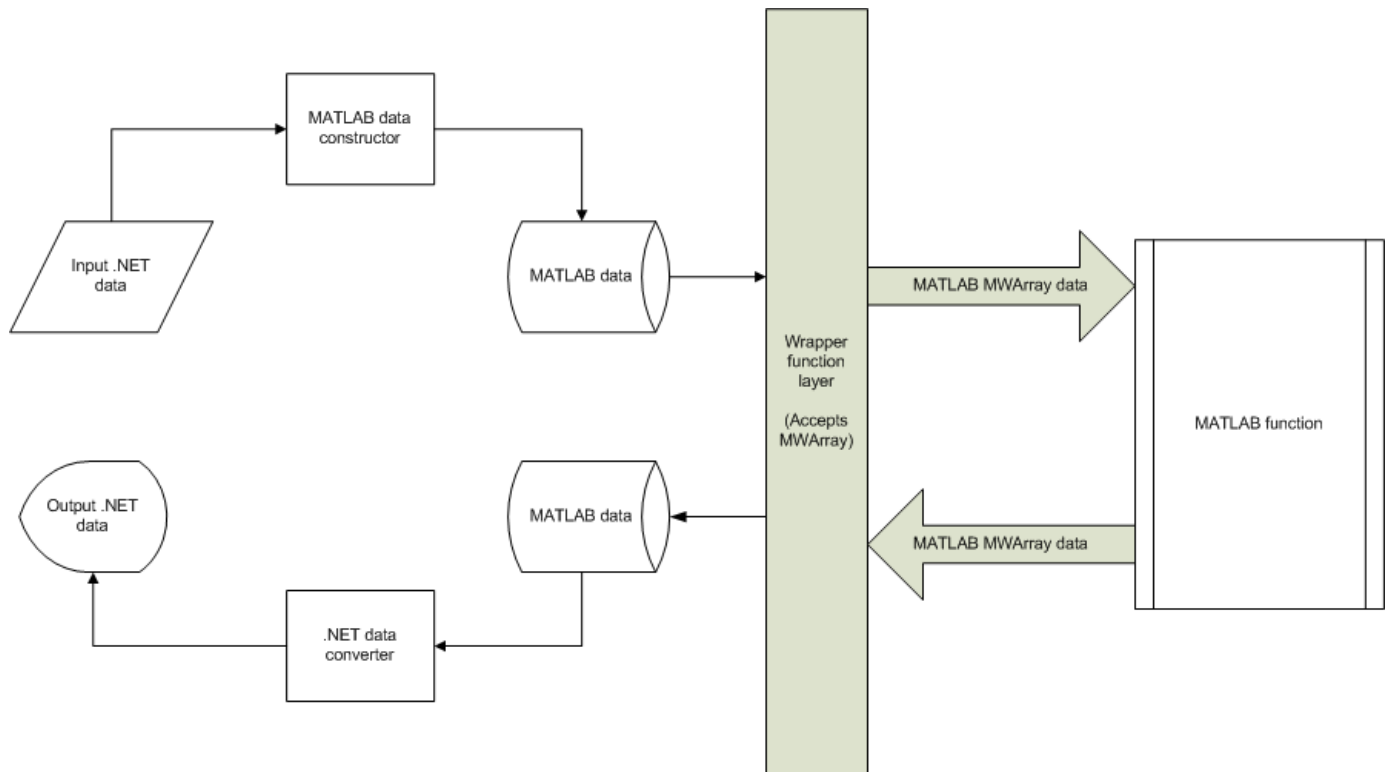 MATLAB data
constructor
Input .NET
data
MATLAB data
MATLAB MWArray data
Wrapper
function
layer
(Accepts
MWArray)
MATLAB function
Output .NET
data
MATLAB data
MATLAB MWArray data
.NET data
converter